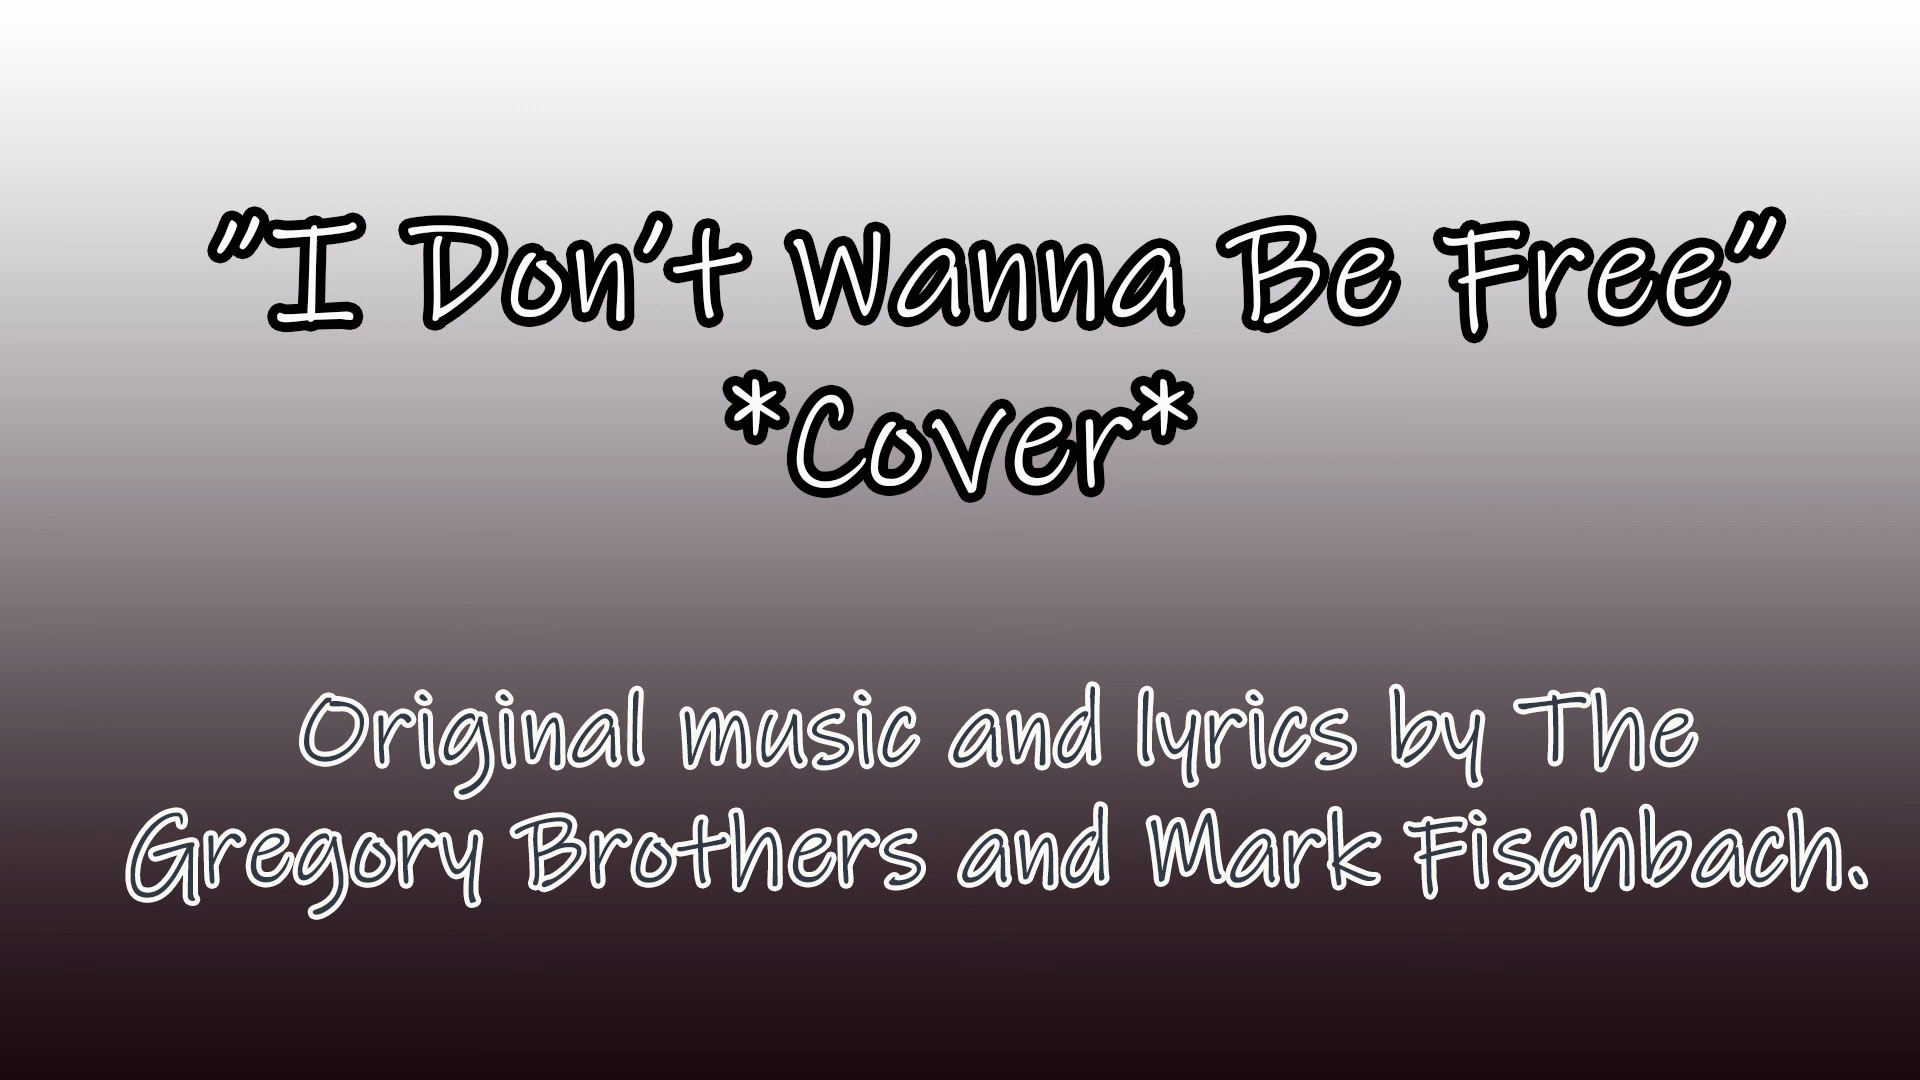 "I Don't Wanna Be Free"
*Cover*
Original music and lyrics by The
Gregory Brothers and Mark Fischbach.